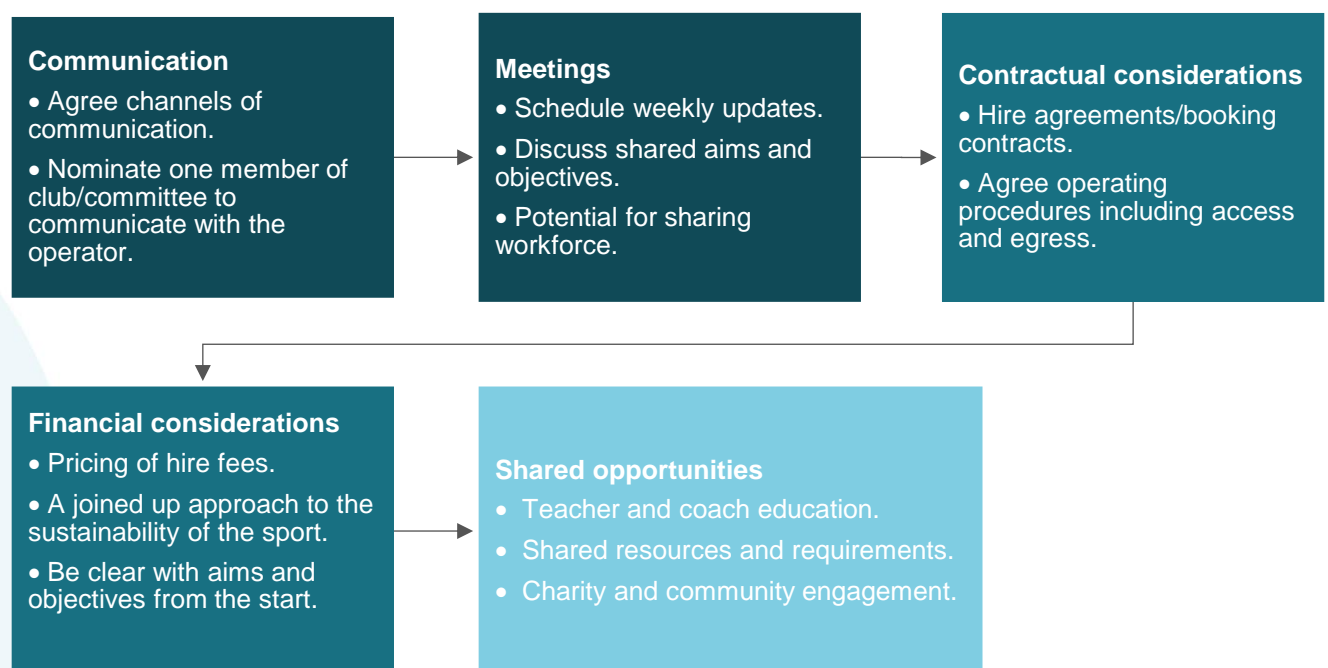 Communication
• Agree channels of
communication.
• Nominate one member of
club/committee to
communicate with the
operator.
Meetings
• Schedule weekly updates.
• Discuss shared aims and
objectives.
• Potential for sharing
workforce.
Contractual considerations
• Hire agreements/booking
contracts.
• Agree operating
procedures including access
and egress.
Financial considerations
• Pricing of hire fees.
• A joined up approach to the
sustainability of the sport.
• Be clear with aims and
objectives from the start.
Shared opportunities
• Teacher and coach education.
• Shared resources and requirements.
• Charity and community engagement.